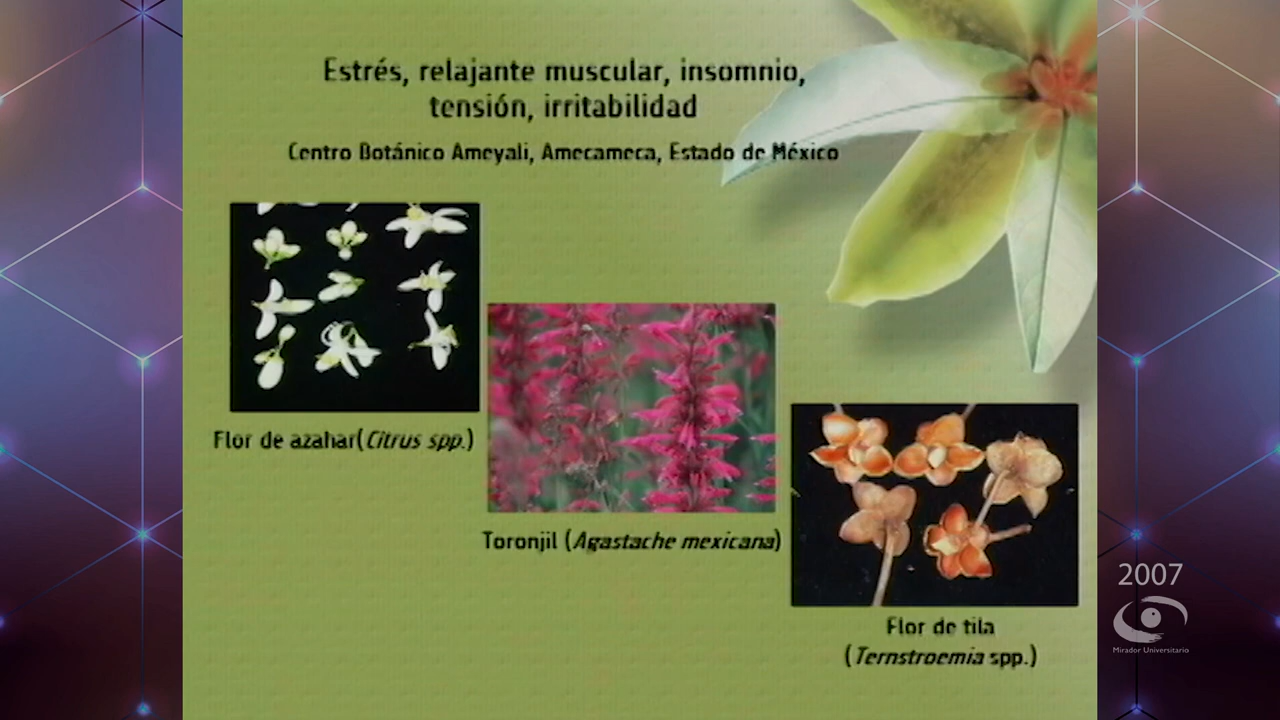 Estrés, relajante muscular, insomnio,
tensión, irritabilidad
Centro Botánico Ameyali, Amecameca, Estado de México
Flor de azahar(Citrus spp.)
Toronjil (Agastache mexicana)
Flor de tila
(Ternstroemia spp.)
2007
Mirador Universitario